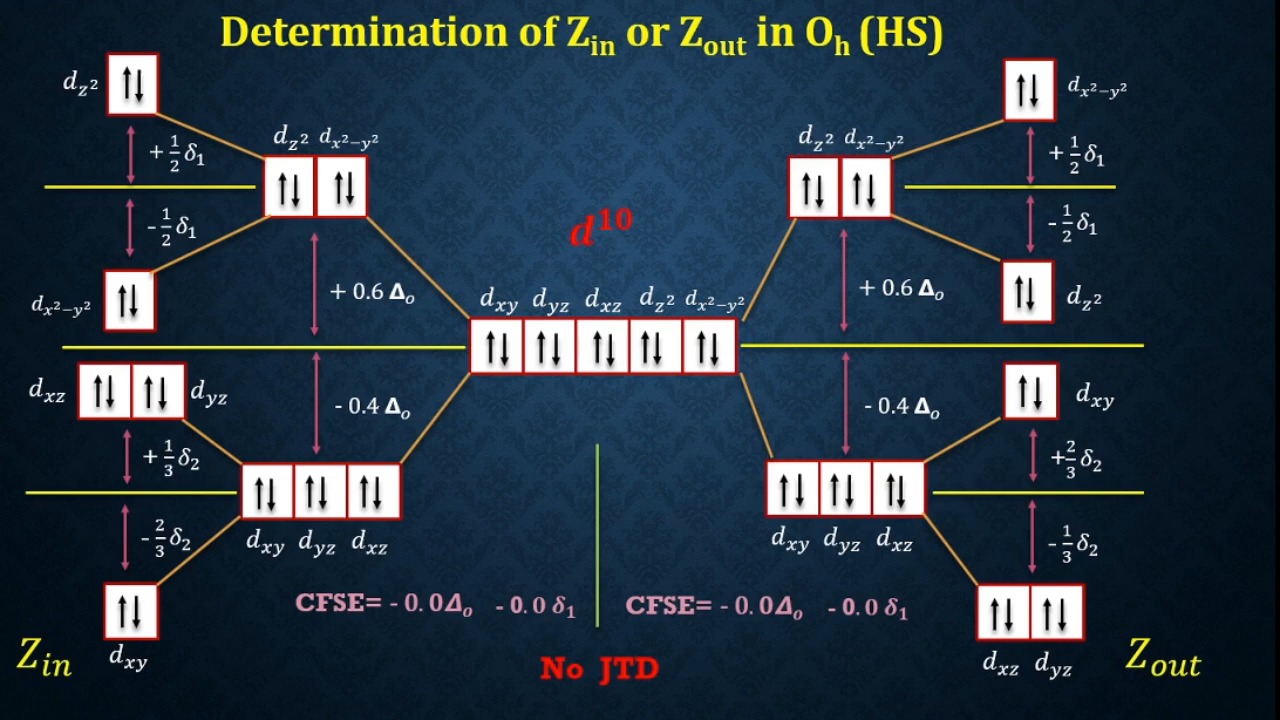 Determination of Z_in or Z_out in O_h (HS)
d_z²
+ 1/2 δ₁
- 1/2 δ₁
d_x²−y²
d_z² d_x²−y²
+ 0.6 Δ_o
d_xz d_yz
+ 1/3 δ₂
- 2/3 δ₂
- 0.4 Δ_o
d_xy d_yz d_xz
d_xy
Z_in
d¹⁰
d_xy d_yz d_xz d_z² d_x²−y²
d_z² d_x²−y²
d_x²−y²
+ 1/2 δ₁
- 1/2 δ₁
d_z²
+ 0.6 Δ_o
- 0.4 Δ_o
d_xy
+ 2/3 δ₂
- 1/3 δ₂
d_xy d_yz d_xz
d_xz d_yz
Z_out
CFSE= - 0.0Δ_o - 0.0 δ₁
CFSE= - 0.0Δ_o - 0.0 δ₁
No JTD